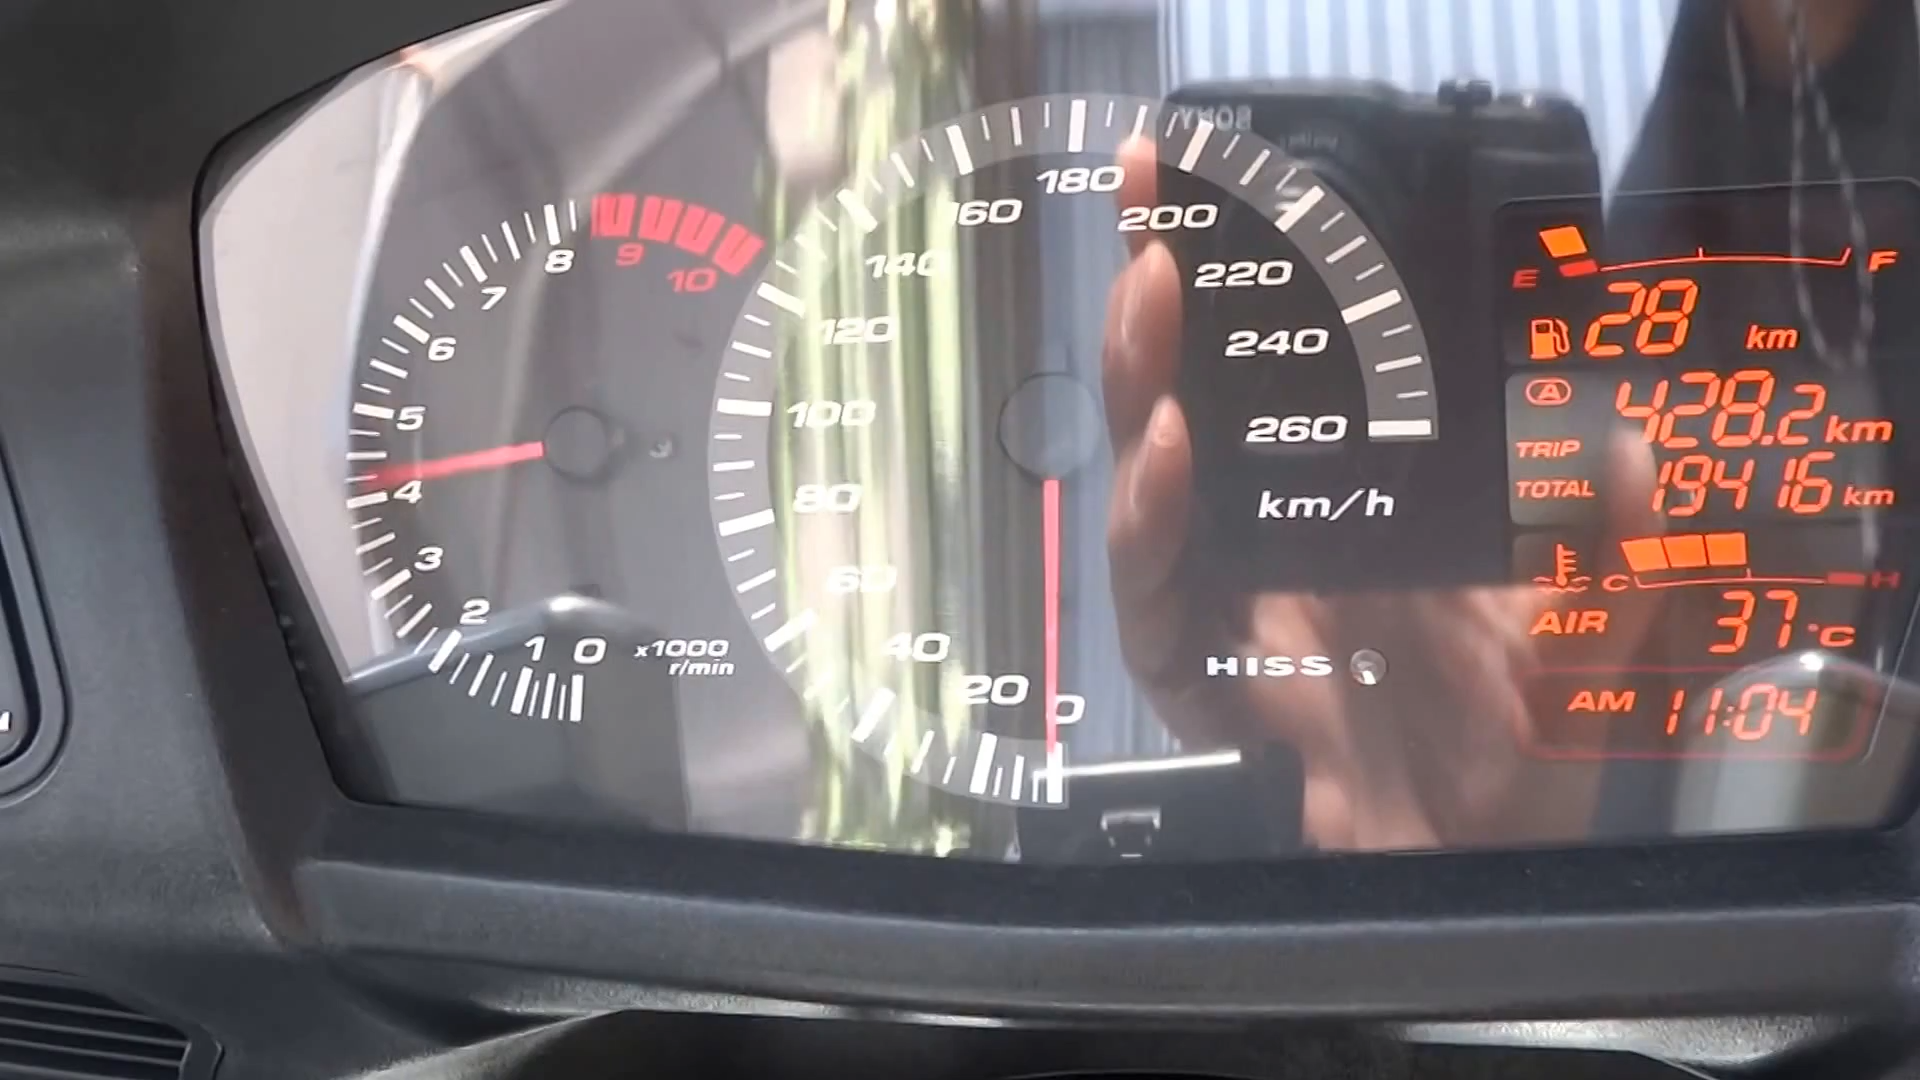 0
1
2
3
4
5
6
7
8
9
10
x1000
r/min
0
20
40
60
80
100
120
140
160
180
200
220
240
260
km/h
HISS
SONY
E F
28 km
A
TRIP 428.2 km
TOTAL 19416 km
C H
AIR 37°C
AM 11:04